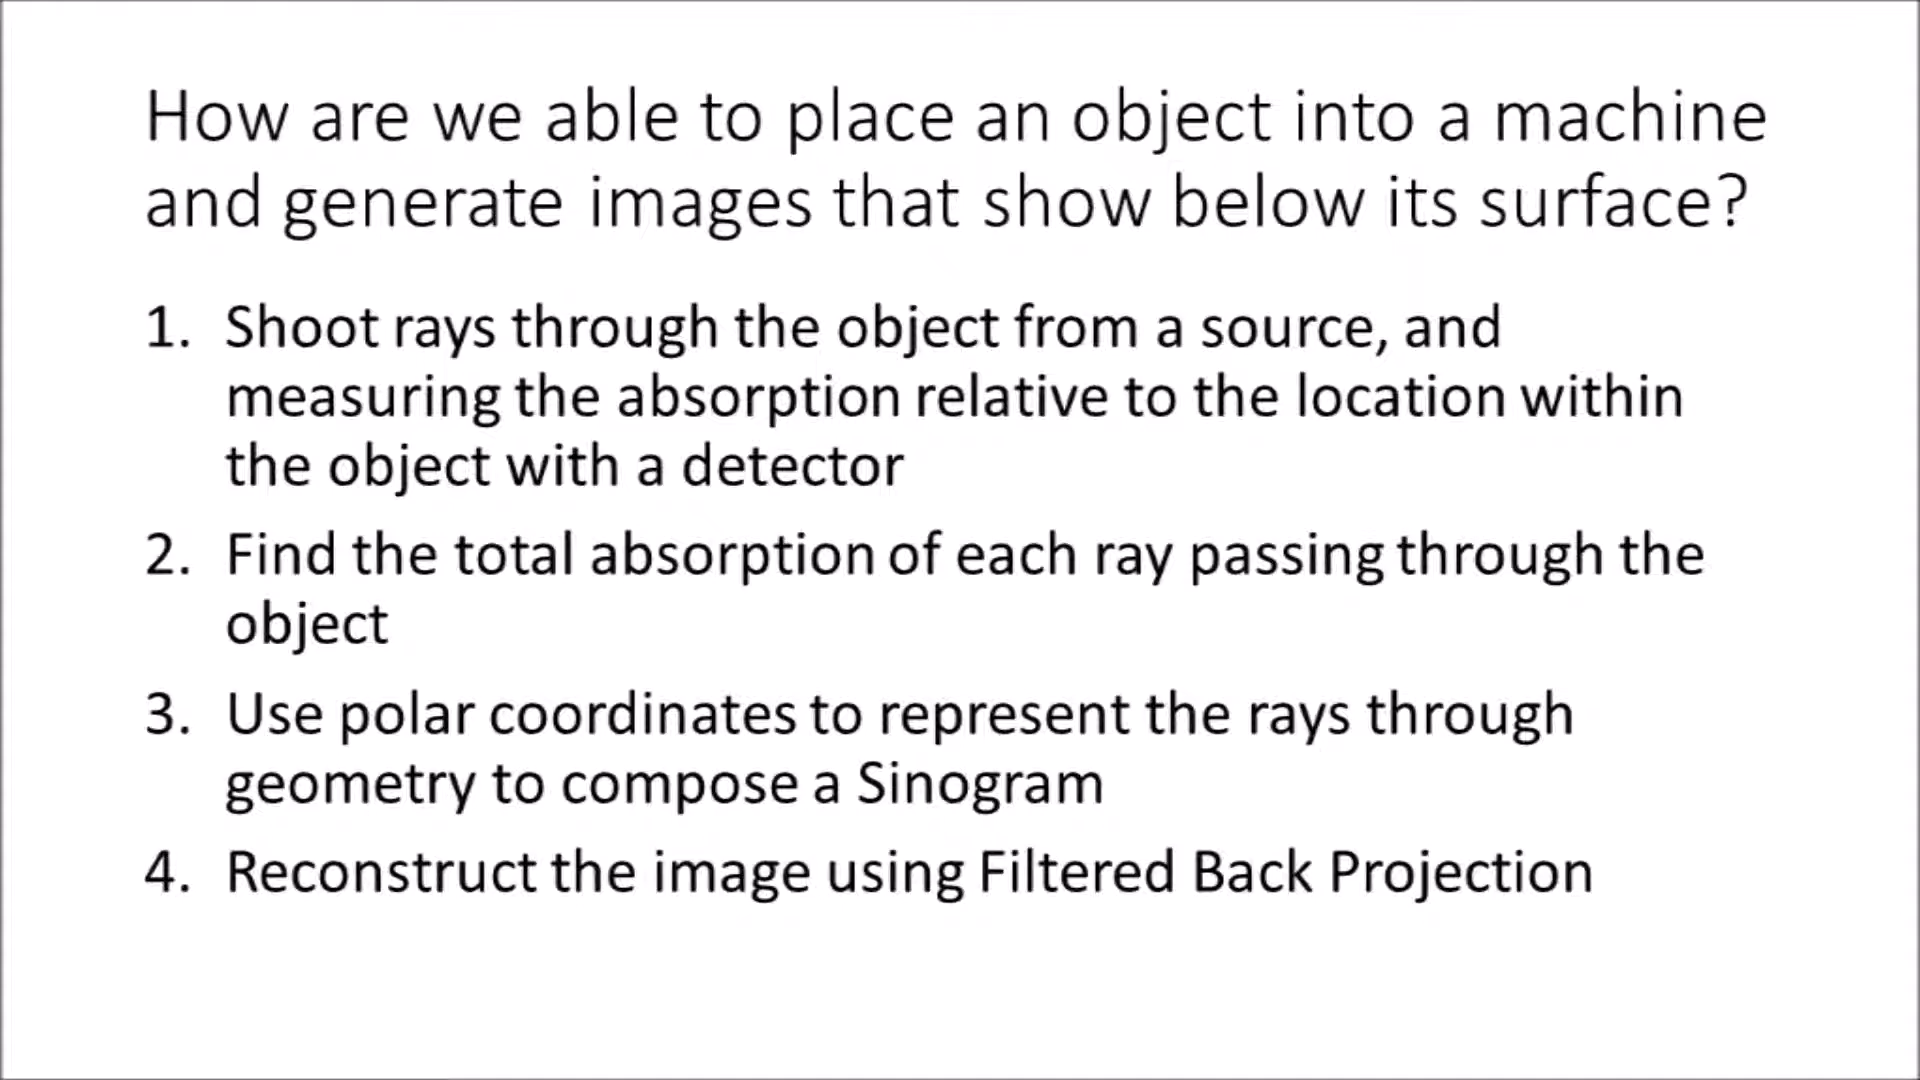 How are we able to place an object into a machine
and generate images that show below its surface?
1. Shoot rays through the object from a source, and
measuring the absorption relative to the location within
the object with a detector
2. Find the total absorption of each ray passing through the
object
3. Use polar coordinates to represent the rays through
geometry to compose a Sinogram
4. Reconstruct the image using Filtered Back Projection